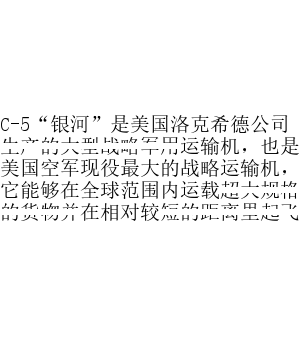 C-5“银河”是美国洛克希德公司
生产的大型战略军用运输机，也是
美国空军现役最大的战略运输机，
它能够在全球范围内运载超大规格
的货物并在相对较短的距离里起飞